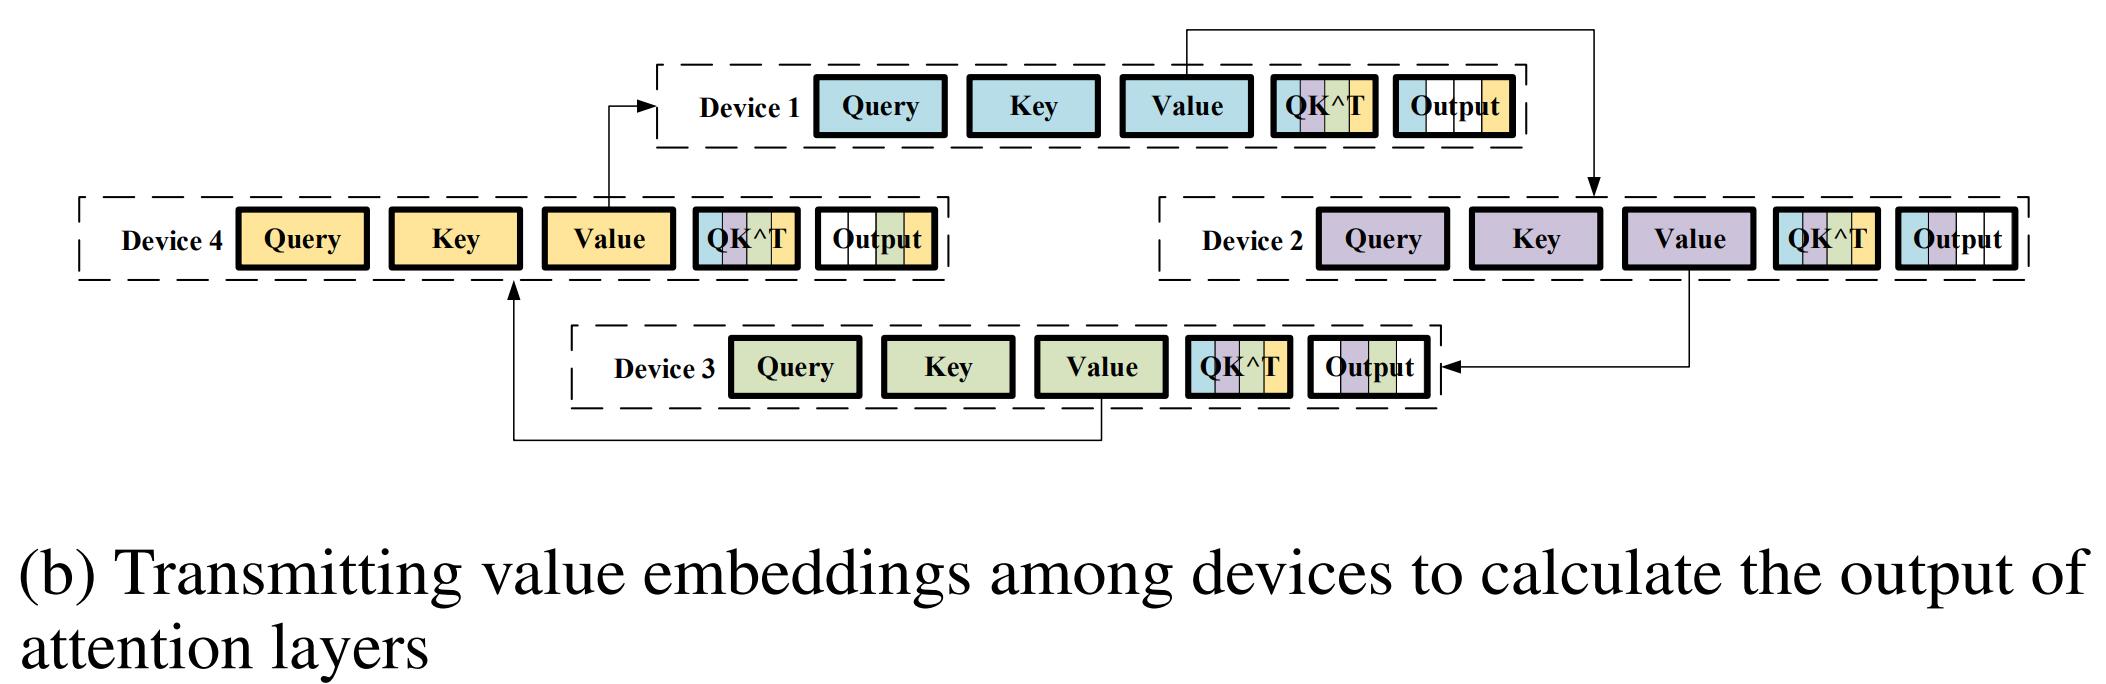 Device 1 Query Key Value QK^T Output
Device 4 Query Key Value QK^T Output
Device 2 Query Key Value QK^T Output
Device 3 Query Key Value QK^T Output
(b) Transmitting value embeddings among devices to calculate the output of
attention layers